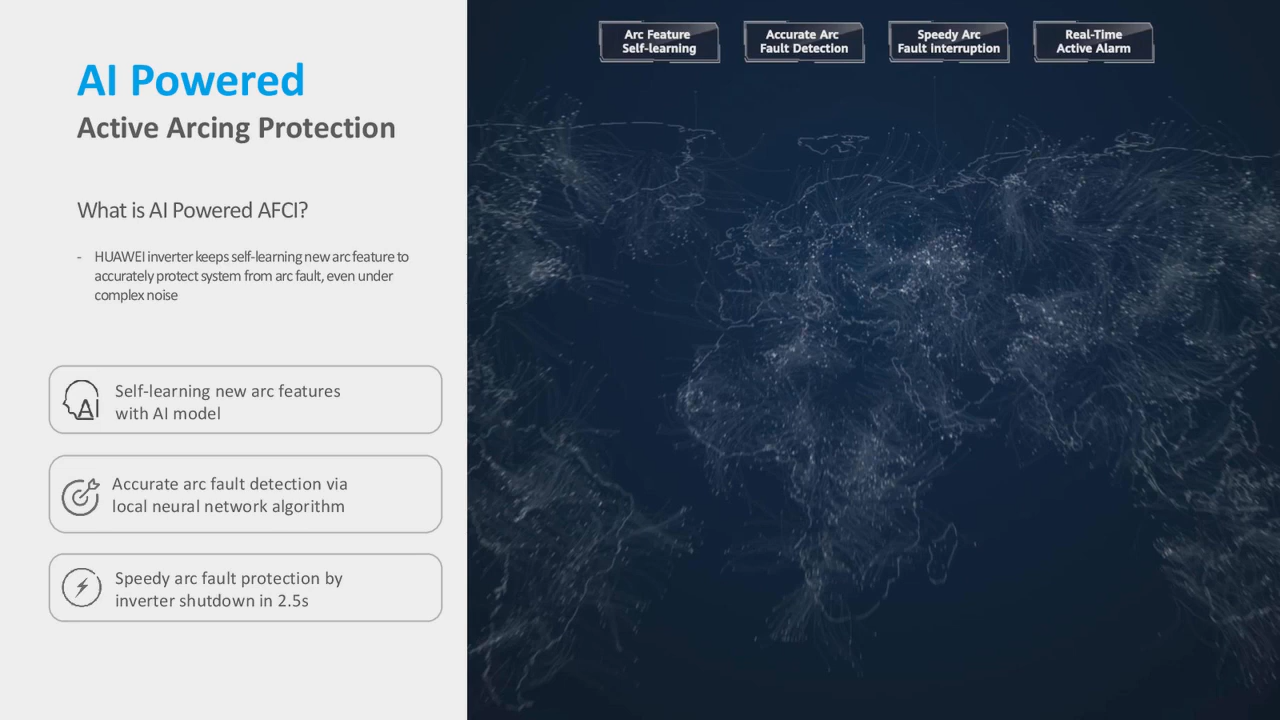 AI Powered
Active Arcing Protection
What is AI Powered AFCI?
- HUAWEI inverter keeps self-learning new arc feature to
accurately protect system from arc fault, even under
complex noise
AI
Self-learning new arc features
with AI model
Accurate arc fault detection via
local neural network algorithm
Speedy arc fault protection by
inverter shutdown in 2.5s
Arc Feature
Self-learning
Accurate Arc
Fault Detection
Speedy Arc
Fault Interruption
Real-Time
Active Alarm